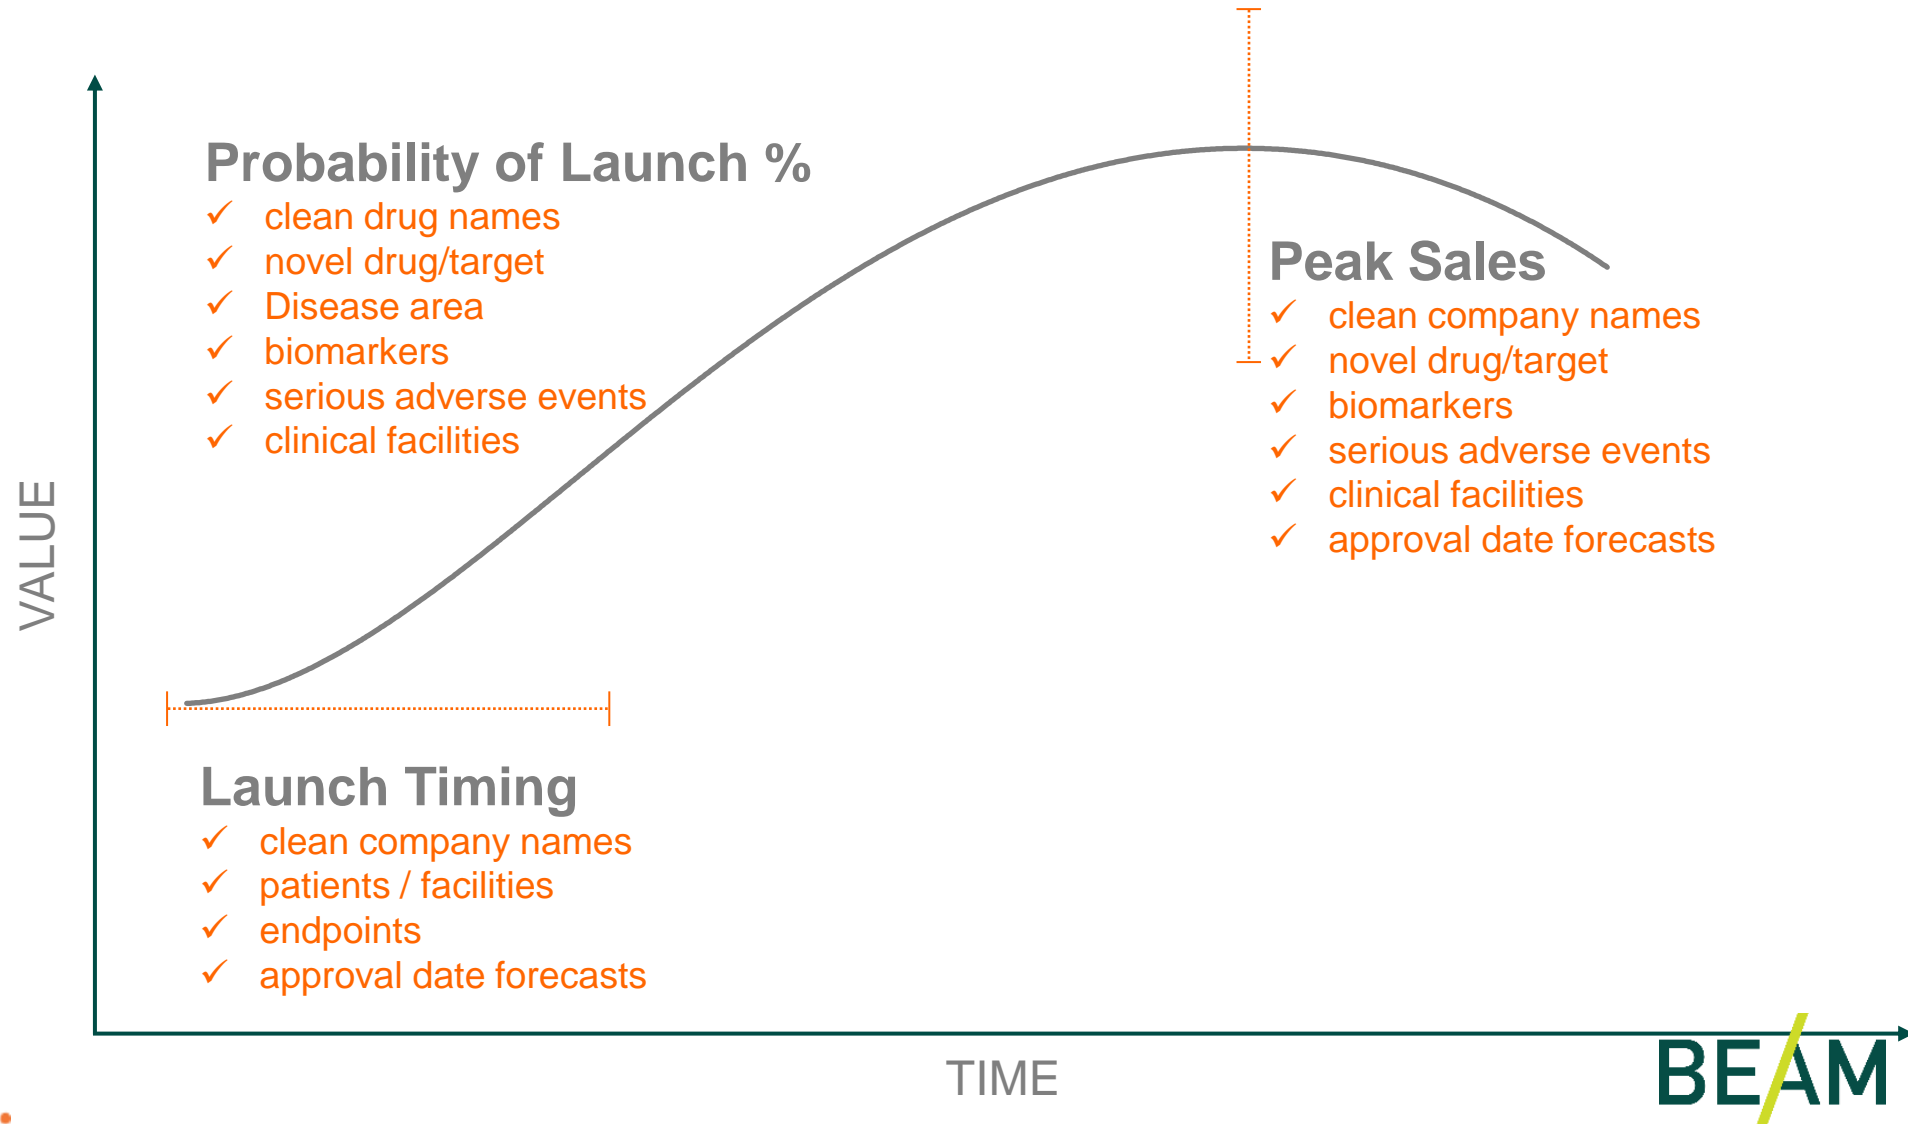 Probability of Launch %
✓ clean drug names
✓ novel drug/target
✓ Disease area
✓ biomarkers
✓ serious adverse events
✓ clinical facilities
Peak Sales
✓ clean company names
✓ novel drug/target
✓ biomarkers
✓ serious adverse events
✓ clinical facilities
✓ approval date forecasts
VALUE
Launch Timing
✓ clean company names
✓ patients / facilities
✓ endpoints
✓ approval date forecasts
TIME
BEAM